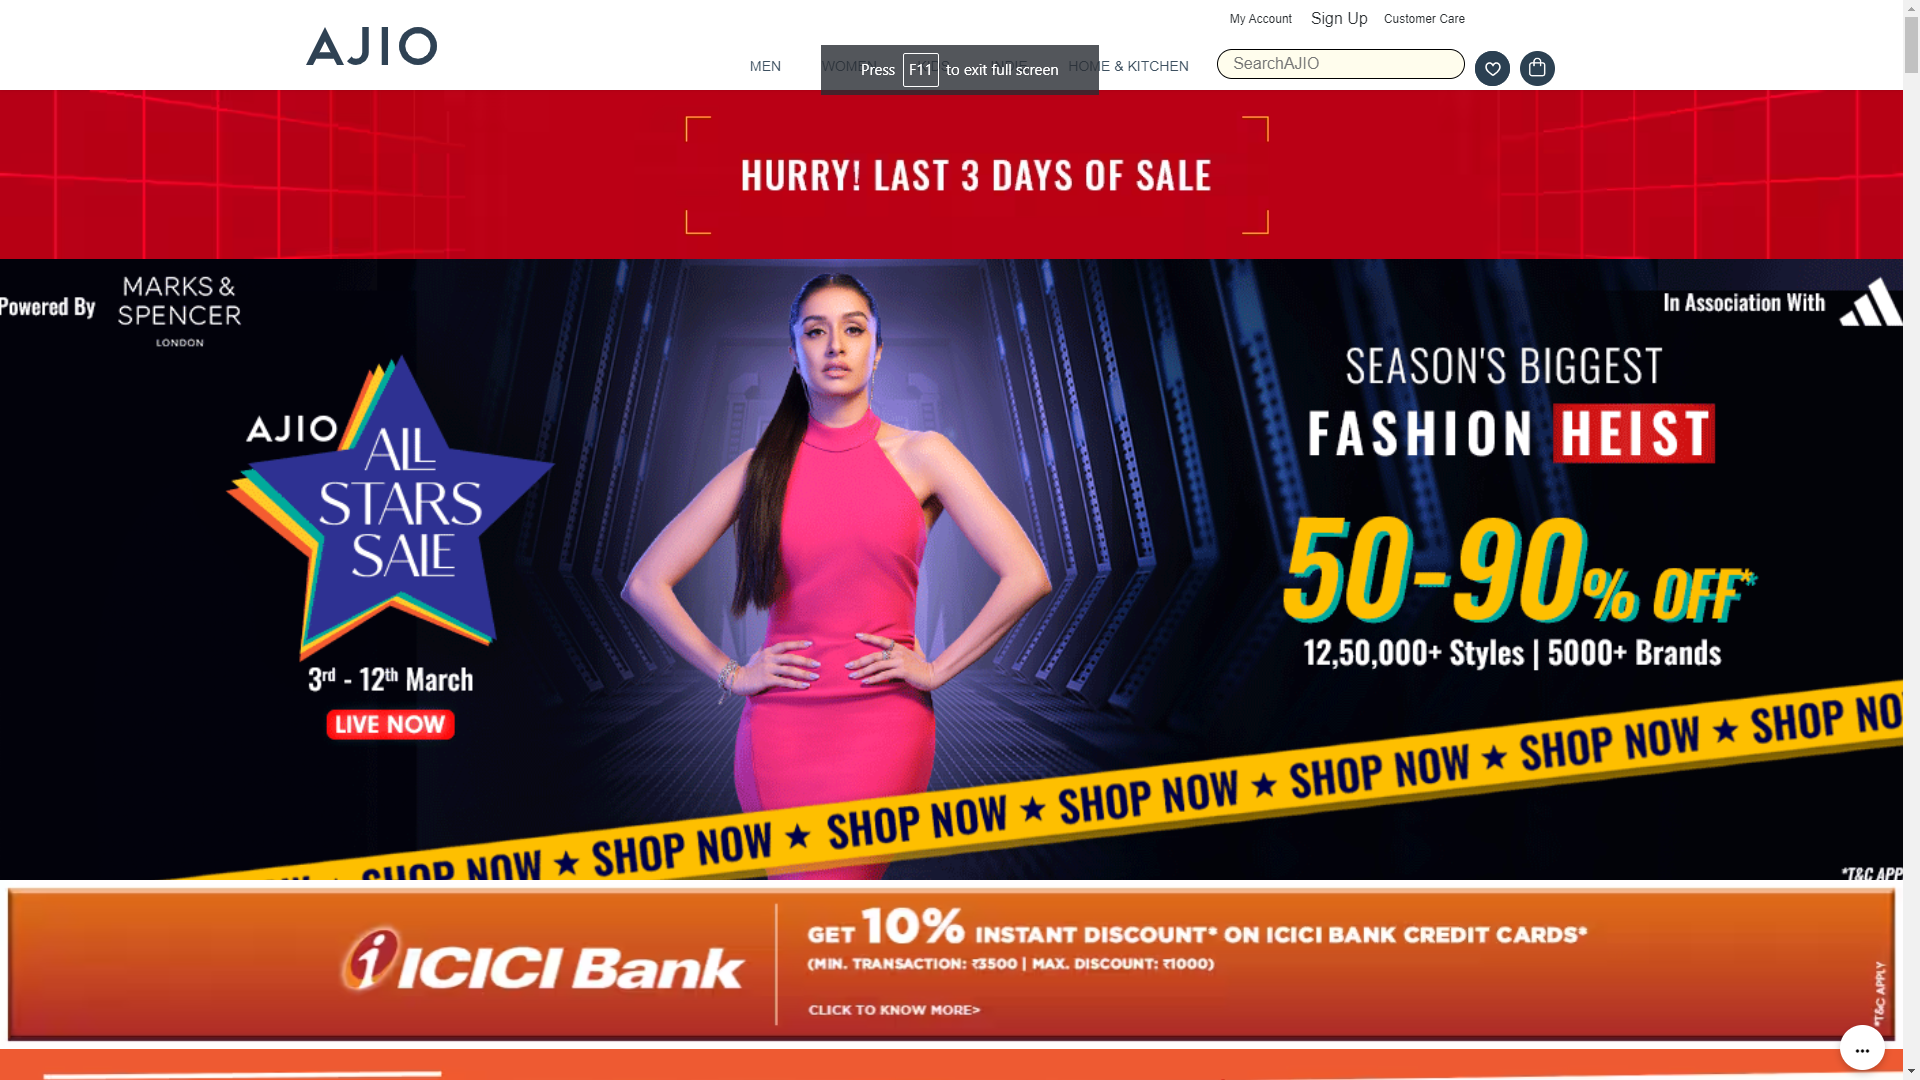 My Account Sign Up Customer Care
AJIO
MEN
Press F11 to exit full screen
HOME & KITCHEN
SearchAJIO
HURRY! LAST 3 DAYS OF SALE
Powered By
MARKS &
SPENCER
LONDON
In Association With
AJIO
ALL
STARS
SALE
3rd - 12th March
LIVE NOW
SEASON'S BIGGEST
FASHION HEIST
50-90% OFF*
12,50,000+ Styles | 5000+ Brands
SHOP NOW ★ SHOP NOW ★ SHOP NOW ★ SHOP NOW ★ SHOP NOW ★ SHOP NO
*T&C APP
ICICI Bank
GET 10% INSTANT DISCOUNT* ON ICICI BANK CREDIT CARDS*
(MIN. TRANSACTION: ₹3500 | MAX. DISCOUNT: ₹1000)
CLICK TO KNOW MORE>
*T&C APPLY